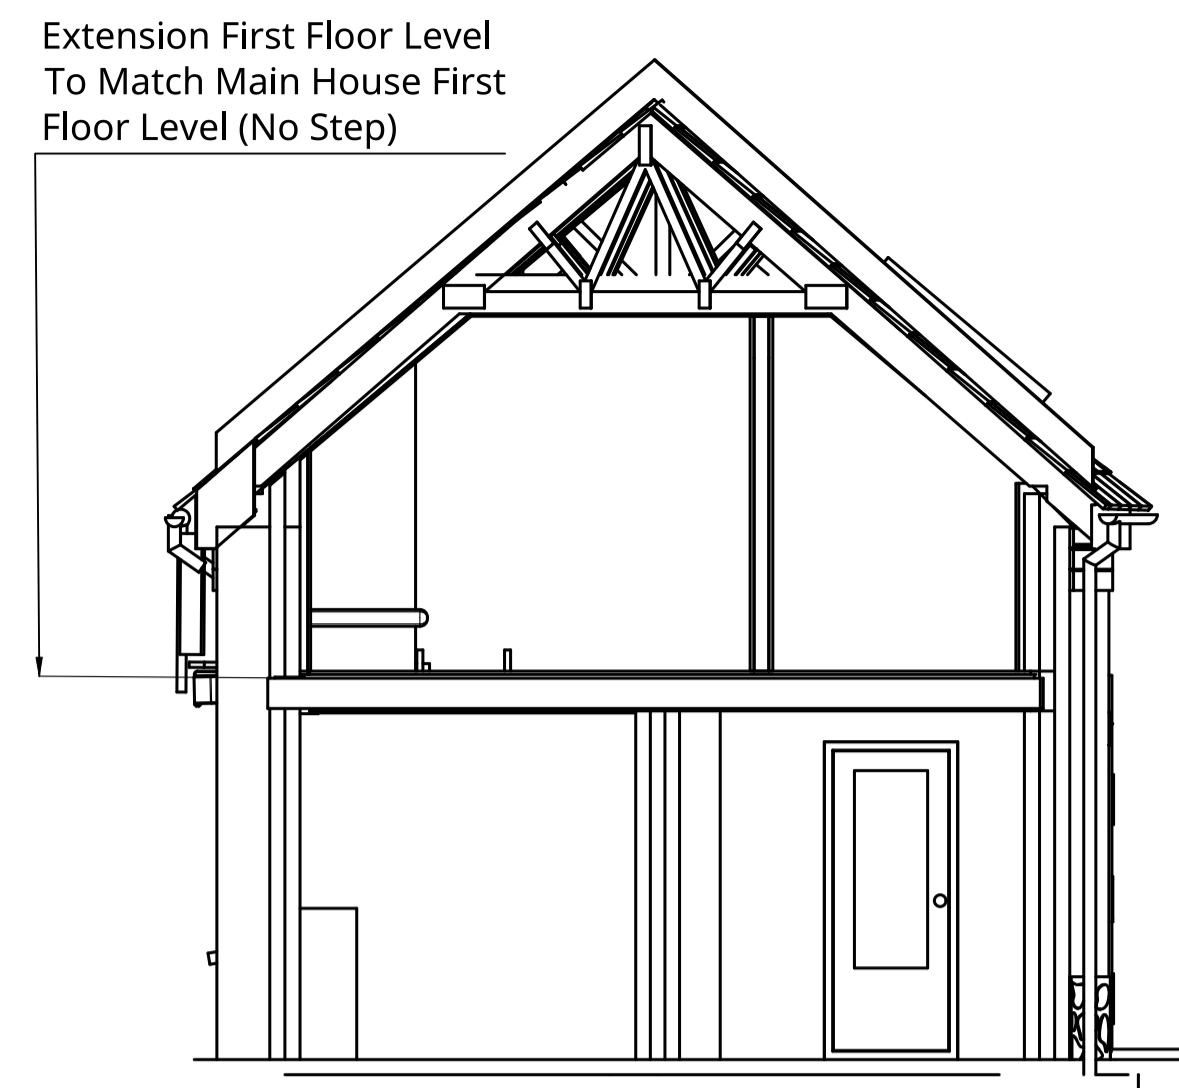 Extension First Floor Level
To Match Main House First
Floor Level (No Step)